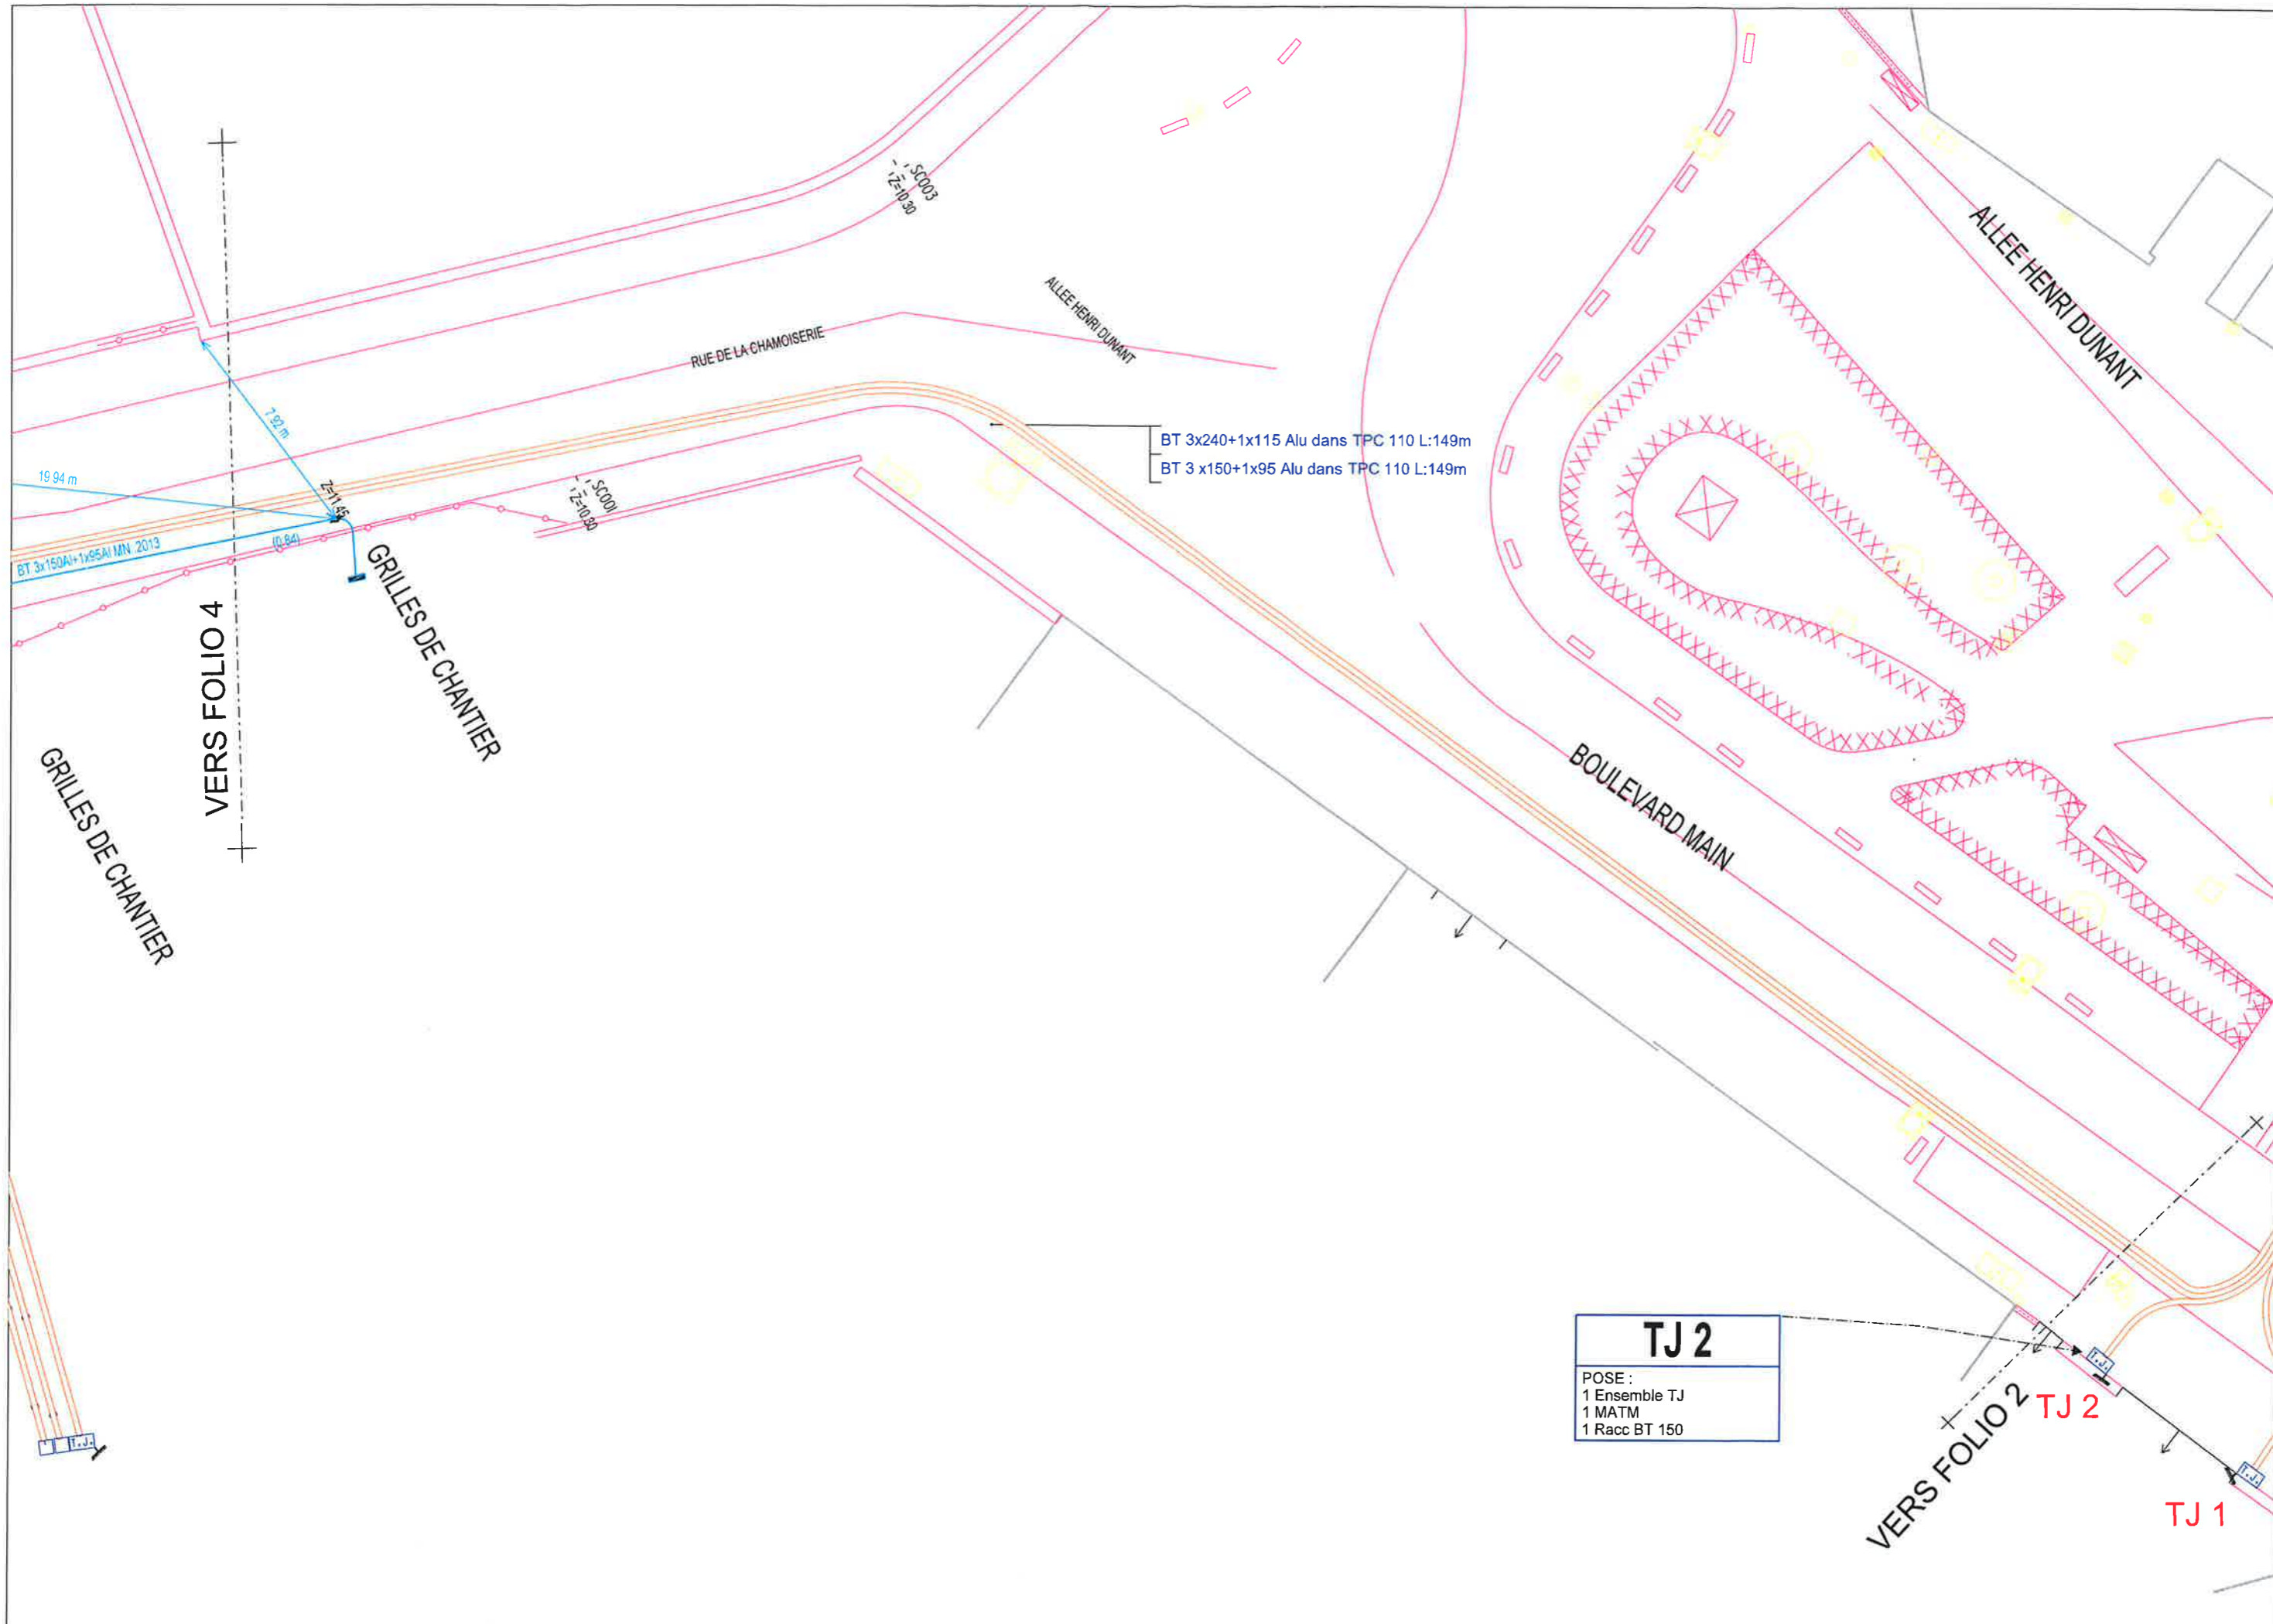 SC003
Z=10.30
ALLEE HENRI DUNANT
ALLEE HENRI DUNANT
RUE DE LA CHAMOISERIE
7.92 m
19.94 m
Z=11.45
BT 3x240+1x115 Alu dans TPC 110 L:149m
BT 3 x150+1x95 Alu dans TPC 110 L:149m
SC001
Z=10.30
BT 3x150Al+1x95Al MN 2013
(0.84)
GRILLES DE CHANTIER
VERS FOLIO 4
GRILLES DE CHANTIER
BOULEVARD MAIN
TJ 2
POSE :
1 Ensemble TJ
1 MATM
1 Racc BT 150
T.J.
TJ 2
VERS FOLIO 2
T.J.
T.J.
TJ 1